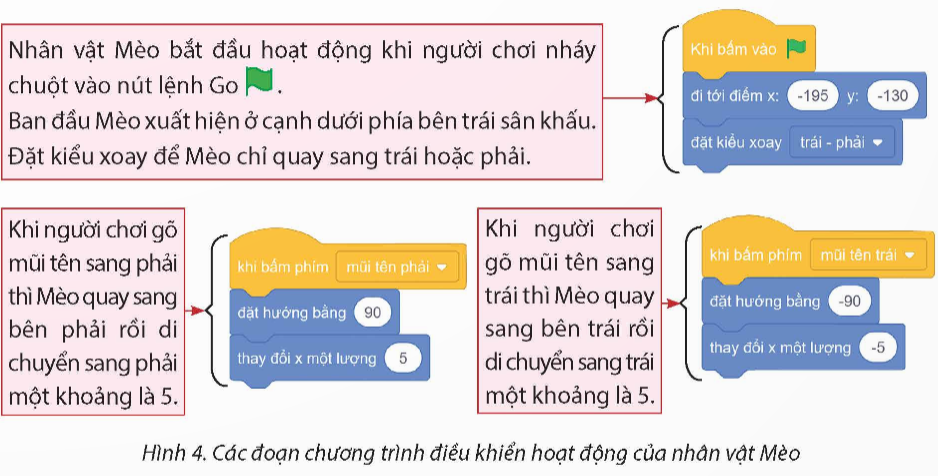 Nhân vật Mèo bắt đầu hoạt động khi người chơi nháy
chuột vào nút lệnh Go .
Ban đầu Mèo xuất hiện ở cạnh dưới phía bên trái sân khấu.
Đặt kiểu xoay để Mèo chỉ quay sang trái hoặc phải.
Khi bấm vào
đi tới điểm x: -195 y: -130
đặt kiểu xoay trái - phải
Khi người chơi gõ
mũi tên sang phải
thì Mèo quay sang
bên phải rồi di
chuyển sang phải
một khoảng là 5.
khi bấm phím mũi tên phải
đặt hướng bằng 90
thay đổi x một lượng 5
Khi người chơi
gõ mũi tên sang
trái thì Mèo quay
sang bên trái rồi
di chuyển sang trái
một khoảng là 5.
khi bấm phím mũi tên trái
đặt hướng bằng -90
thay đổi x một lượng -5
Hình 4. Các đoạn chương trình điều khiển hoạt động của nhân vật Mèo